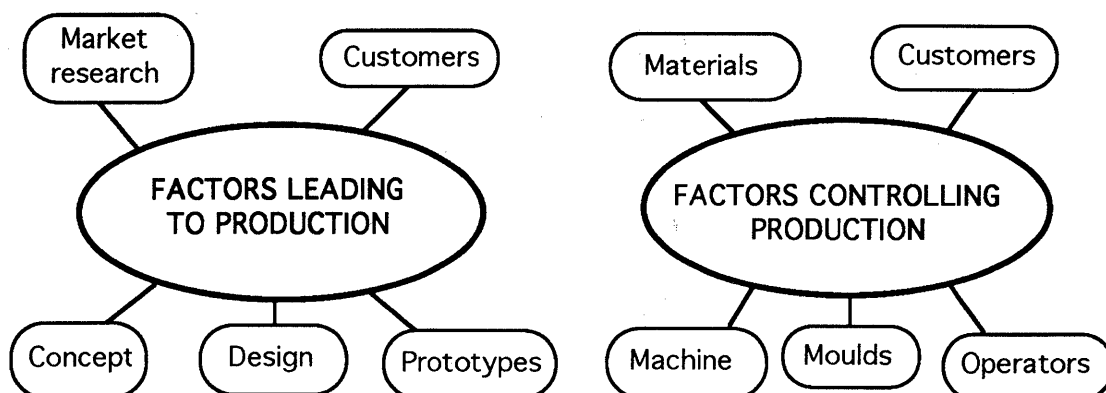 Market
research
Customers
FACTORS LEADING
TO PRODUCTION
Concept
Design
Prototypes
Materials
Customers
FACTORS CONTROLLING
PRODUCTION
Machine
Moulds
Operators